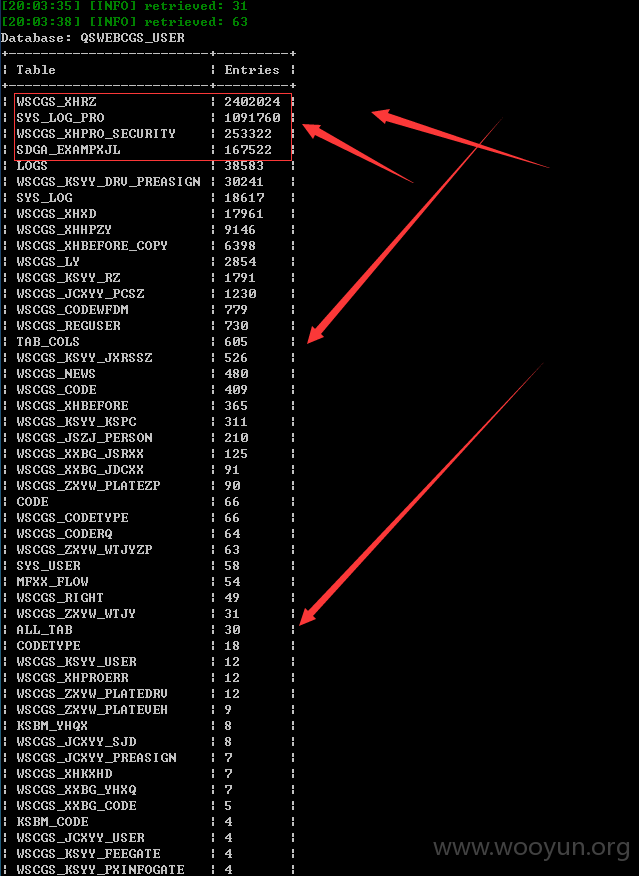 [20:03:35] [INFO] retrieved: 31
[20:03:38] [INFO] retrieved: 63
Database: QSWEBCGS_USER
Table Entries
WSCGS_XHRZ 2402024
SYS_LOG_PRO 1091760
WSCGS_XHPRO_SECURITY 253322
SDGA_EXAMPXJL 167522
LOGS 38583
WSCGS_KSYY_DRV_PREASIGN 30241
SYS_LOG 18617
WSCGS_XHXD 17961
WSCGS_XHHPZY 9146
WSCGS_XHBEFORE_COPY 6398
WSCGS_LY 2854
WSCGS_KSYY_RZ 1791
WSCGS_JCXYY_PCSZ 1230
WSCGS_CODEWFDM 779
WSCGS_REGUSER 730
TAB_COLS 605
WSCGS_KSYY_JXRSSZ 526
WSCGS_NEWS 480
WSCGS_CODE 409
WSCGS_XHBEFORE 365
WSCGS_KSYY_KSPC 311
WSCGS_JSZJ_PERSON 210
WSCGS_XXBG_JSRXX 125
WSCGS_XXBG_JDCXX 91
WSCGS_ZXYW_PLATEZP 90
CODE 66
WSCGS_CODETYPE 66
WSCGS_CODERQ 64
WSCGS_ZXYW_WTJYZP 63
SYS_USER 58
MFXX_FLOW 54
WSCGS_RIGHT 49
WSCGS_ZXYW_WTJY 31
ALL_TAB 30
CODETYPE 18
WSCGS_KSYY_USER 12
WSCGS_XHPROERR 12
WSCGS_ZXYW_PLATEDRV 12
WSCGS_ZXYW_PLATEVEH 9
KSBM_YHQX 8
WSCGS_JCXYY_SJD 8
WSCGS_JCXYY_PREASIGN 7
WSCGS_XHKXHD 7
WSCGS_XXBG_YHXQ 7
WSCGS_XXBG_CODE 5
KSBM_CODE 4
WSCGS_JCXYY_USER 4
WSCGS_KSYY_FEEGATE 4
WSCGS_KSYY_PXINFOGATE 4
www.wooyun.org